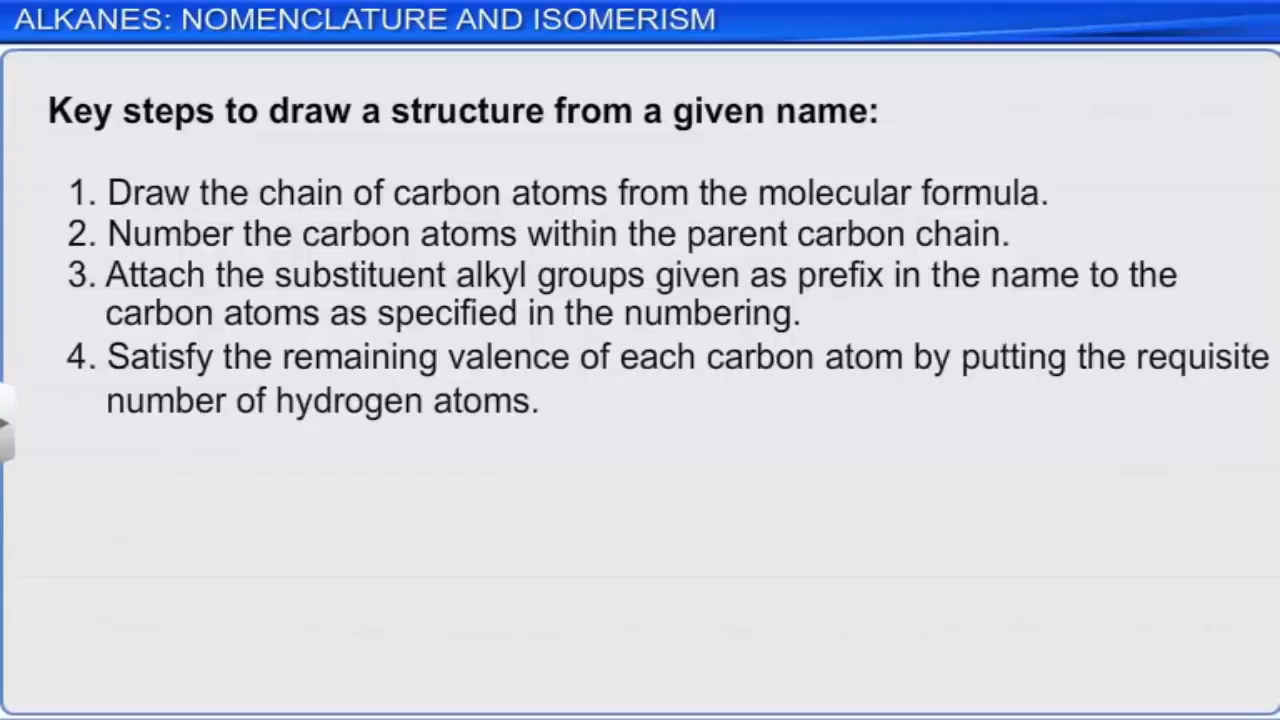 ALKANES: NOMENCLATURE AND ISOMERISM
Key steps to draw a structure from a given name:
1. Draw the chain of carbon atoms from the molecular formula.
2. Number the carbon atoms within the parent carbon chain.
3. Attach the substituent alkyl groups given as prefix in the name to the
carbon atoms as specified in the numbering.
4. Satisfy the remaining valence of each carbon atom by putting the requisite
number of hydrogen atoms.